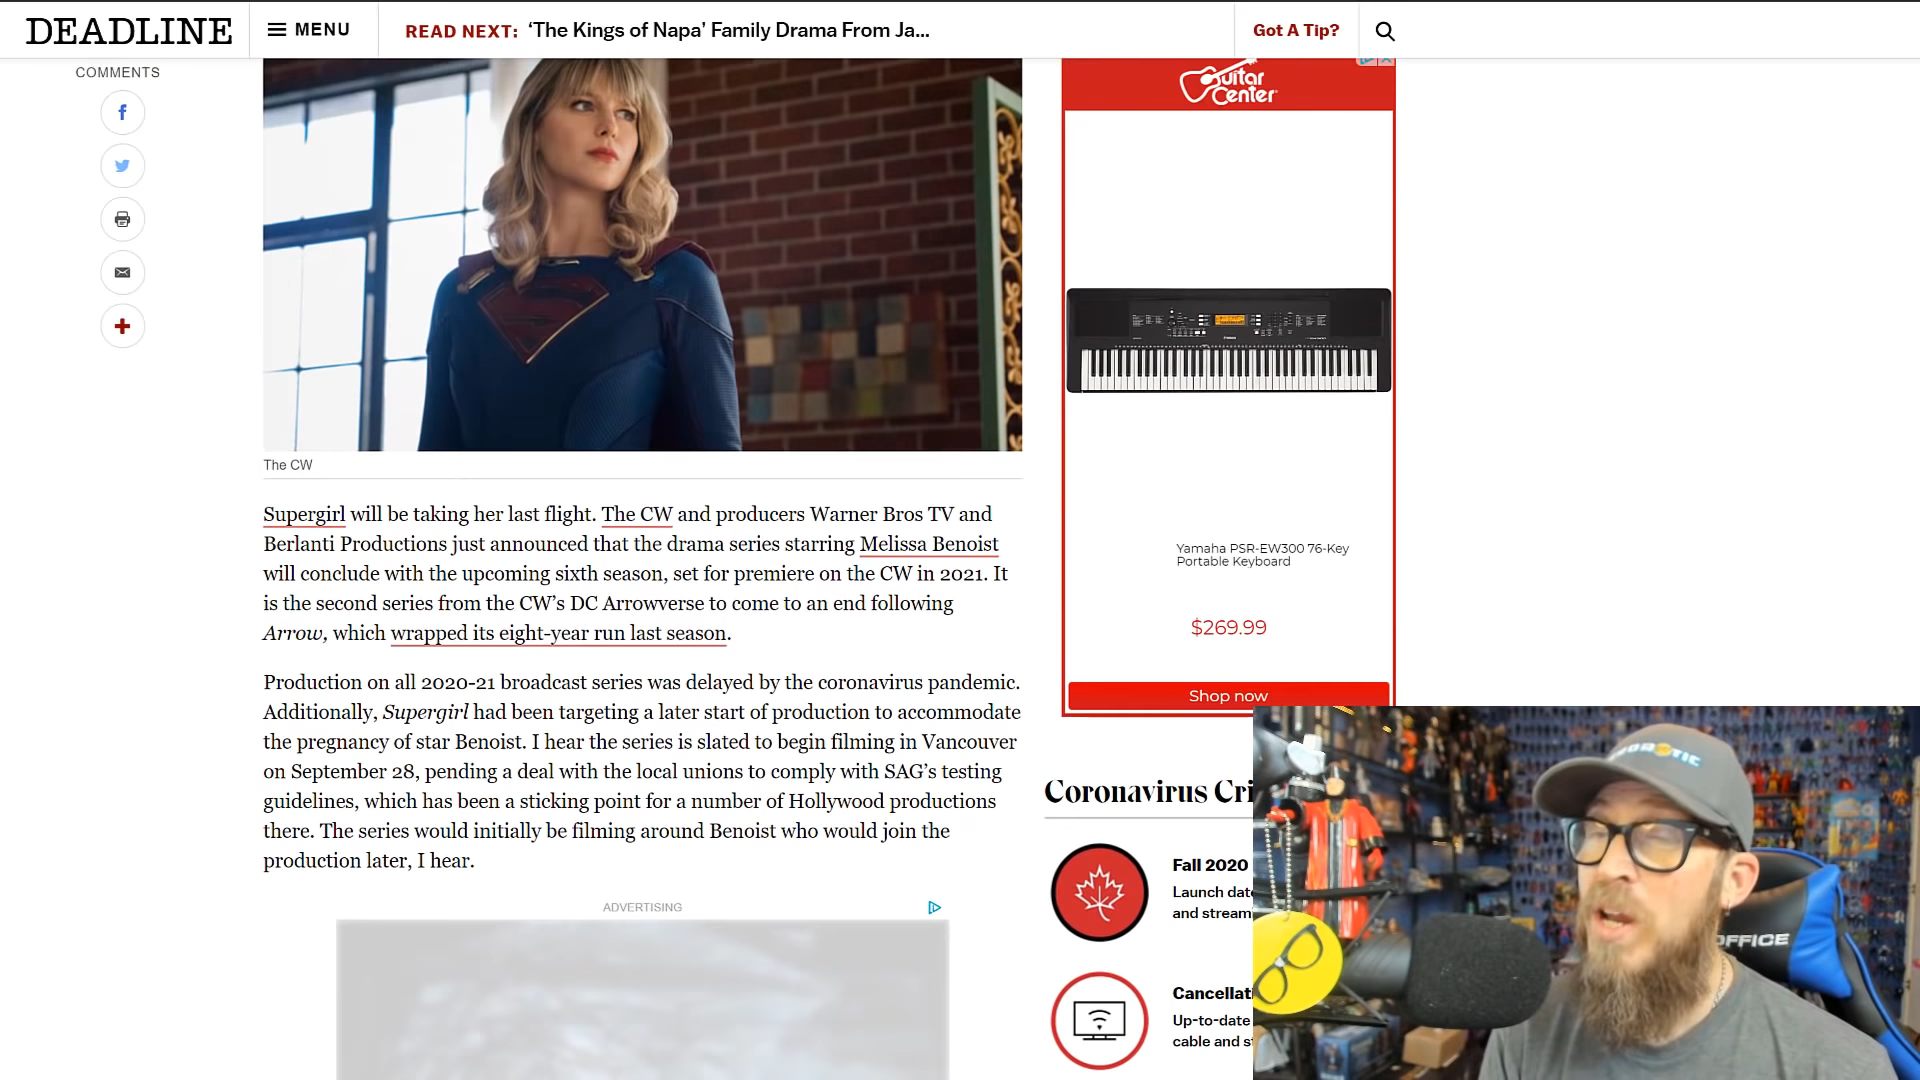 DEADLINE
MENU
READ NEXT: ‘The Kings of Napa’ Family Drama From Ja...
Got A Tip?
COMMENTS
Guitar Center
The CW
Supergirl will be taking her last flight. The CW and producers Warner Bros TV and
Berlanti Productions just announced that the drama series starring Melissa Benoist
will conclude with the upcoming sixth season, set for premiere on the CW in 2021. It
is the second series from the CW’s DC Arrowverse to come to an end following
Arrow, which wrapped its eight-year run last season.
Production on all 2020-21 broadcast series was delayed by the coronavirus pandemic.
Additionally, Supergirl had been targeting a later start of production to accommodate
the pregnancy of star Benoist. I hear the series is slated to begin filming in Vancouver
on September 28, pending a deal with the local unions to comply with SAG’s testing
guidelines, which has been a sticking point for a number of Hollywood productions
there. The series would initially be filming around Benoist who would join the
production later, I hear.
ADVERTISING
Yamaha PSR-EW300 76-Key
Portable Keyboard
$269.99
Shop now
Coronavirus Cri
Fall 2020
Launch date
and stream
Cancellati
Up-to-date
cable and st
OFFICE